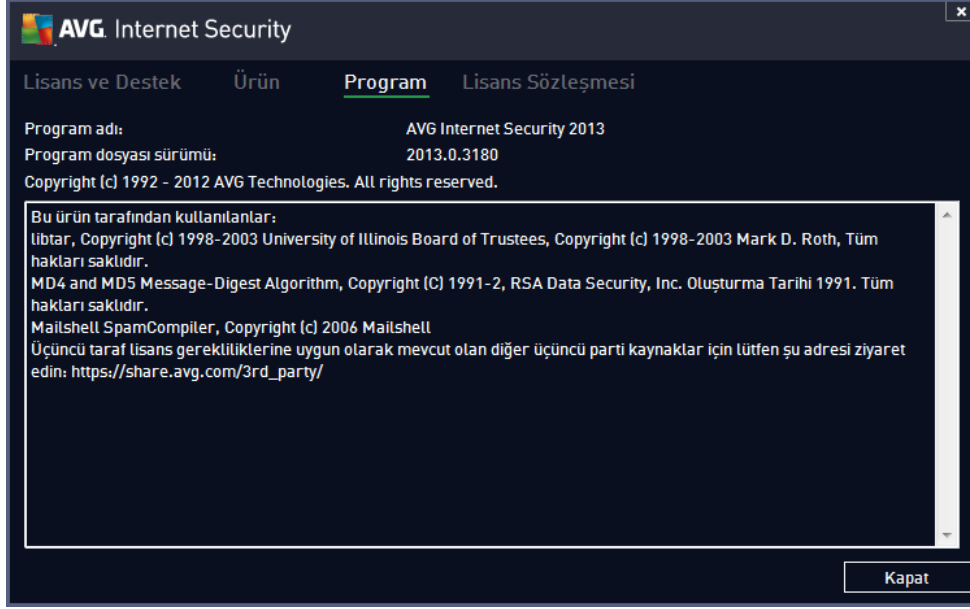 AVG. Internet Security
Lisans ve Destek Ürün Program Lisans Sözleşmesi
Program adı: AVG Internet Security 2013
Program dosyası sürümü: 2013.0.3180
Copyright (c) 1992 - 2012 AVG Technologies. All rights reserved.
Bu ürün tarafından kullanılanlar:
libtar, Copyright (c) 1998-2003 University of Illinois Board of Trustees, Copyright (c) 1998-2003 Mark D. Roth, Tüm
hakları saklıdır.
MD4 and MD5 Message-Digest Algorithm, Copyright (C) 1991-2, RSA Data Security, Inc. Oluşturma Tarihi 1991. Tüm
hakları saklıdır.
Mailshell SpamCompiler, Copyright (c) 2006 Mailshell
Üçüncü taraf lisans gerekliliklerine uygun olarak mevcut olan diğer üçüncü parti kaynaklar için lütfen şu adresi ziyaret
edin: https://share.avg.com/3rd_party/
Kapat